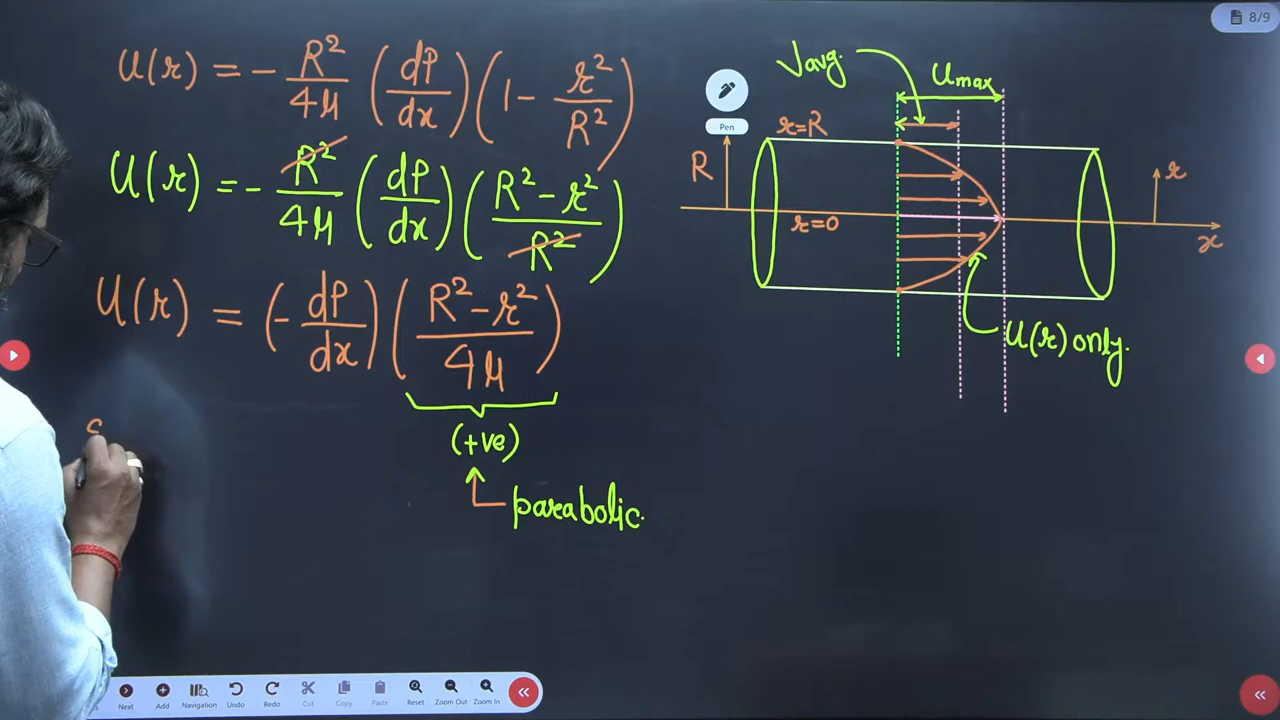 8/9
U(r) = - R²/4μ (dP/dx) (1 - r²/R²)
U(r) = - R²/4μ (dP/dx) (R² - r²/R²)
U(r) = (- dP/dx) (R² - r²/4μ)
(+ve)
parabolic.
Vavg.
Umax
Pen
r=R
R
r=0
r
x
U(r) only.
Next Add Navigation Undo Redo Cut Copy Paste Reset Zoom Out Zoom In